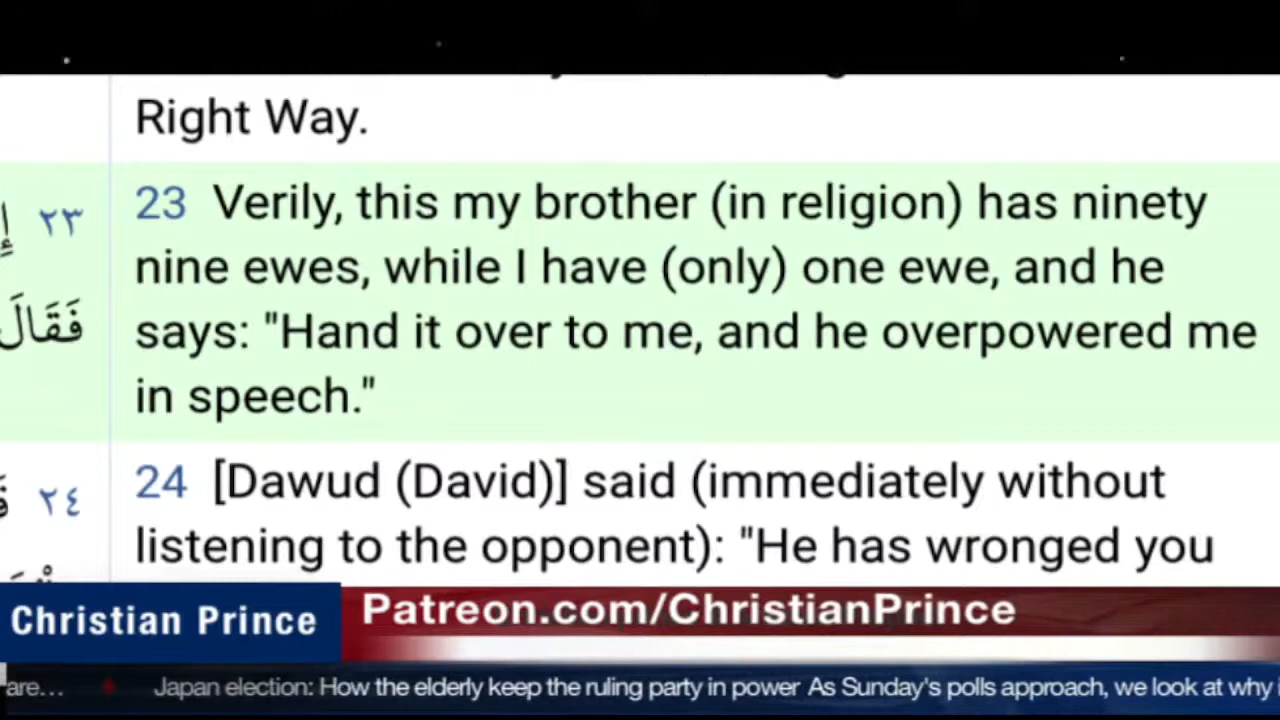 Right Way.
٢٣
23 Verily, this my brother (in religion) has ninety
nine ewes, while I have (only) one ewe, and he
فَقَالَ
says: "Hand it over to me, and he overpowered me
in speech."
٢٤
24 [Dawud (David)] said (immediately without
listening to the opponent): "He has wronged you
Christian Prince
Patreon.com/ChristianPrince
are...
Japan election: How the elderly keep the ruling party in power As Sunday's polls approach, we look at why